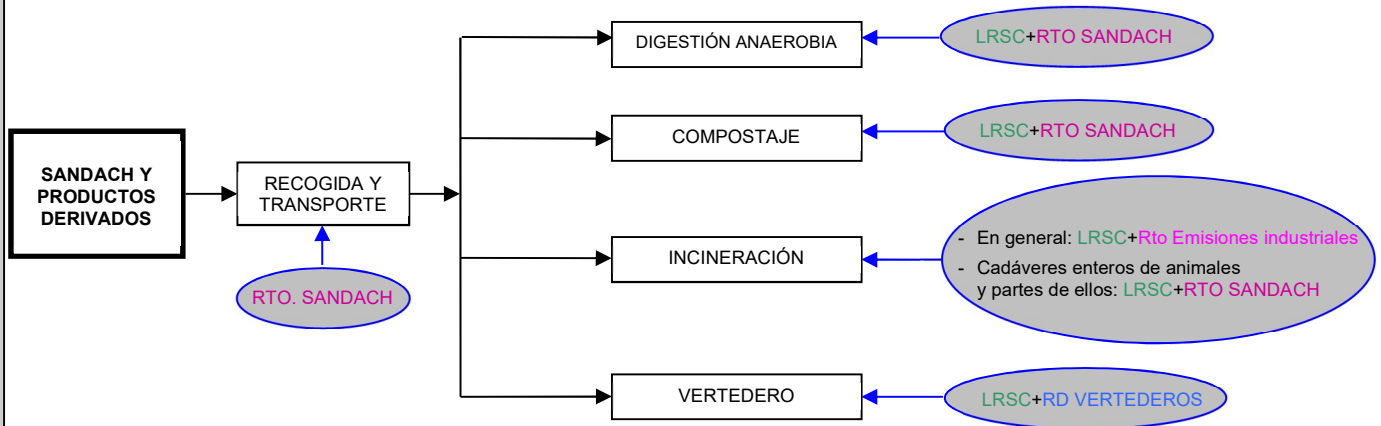 SANDACH Y
PRODUCTOS
DERIVADOS
RECOGIDA Y
TRANSPORTE
RTO. SANDACH
DIGESTIÓN ANAEROBIA
LRSC+RTO SANDACH
COMPOSTAJE
LRSC+RTO SANDACH
INCINERACIÓN
- En general: LRSC+Rto Emisiones industriales
- Cadáveres enteros de animales
y partes de ellos: LRSC+RTO SANDACH
VERTEDERO
LRSC+RD VERTEDEROS